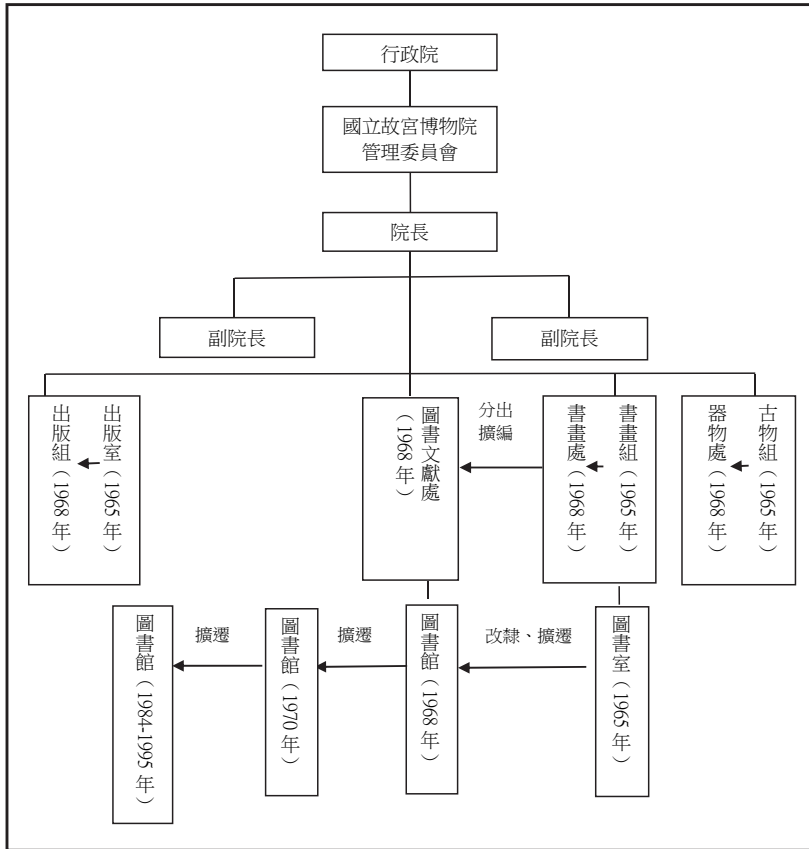 行政院
國立故宮博物院
管理委員會
院長
副院長
副院長
古物組（1965年）
器物處（1968年）
書畫組（1965年）
書畫處（1968年）
分出
擴編
圖書文獻處
（1968年）
出版室（1965年）
出版組（1968年）
圖書室（1965年）
改隸、擴遷
圖書館（1968年）
擴遷
圖書館（1970年）
擴遷
圖書館（1984-1995年）